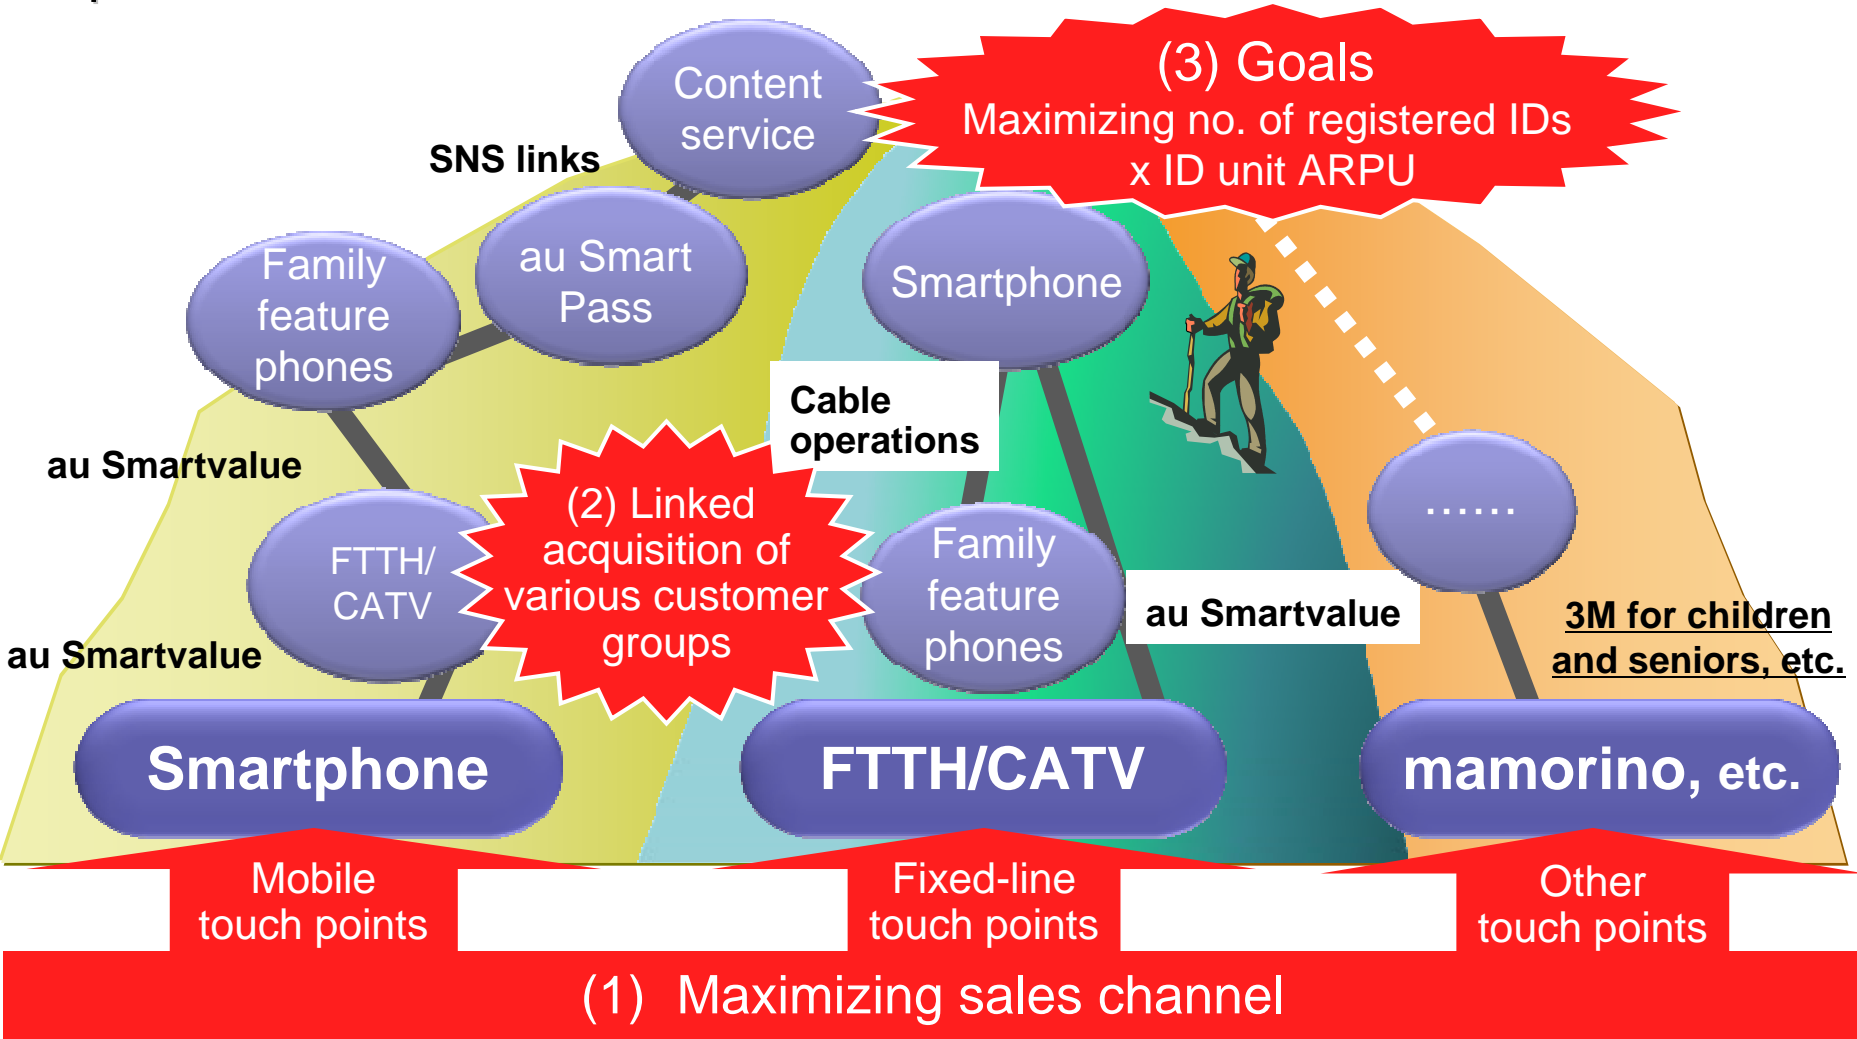 (3) Goals
Maximizing no. of registered IDs
x ID unit ARPU
Content
service
SNS links
au Smart
Pass
Family
feature
phones
Smartphone
Cable
operations
au Smartvalue
(2) Linked
acquisition of
various customer
groups
FTTH/
CATV
Family
feature
phones
......
au Smartvalue
3M for children
and seniors, etc.
au Smartvalue
Smartphone
FTTH/CATV
mamorino, etc.
Mobile
touch points
Fixed-line
touch points
Other
touch points
(1) Maximizing sales channel